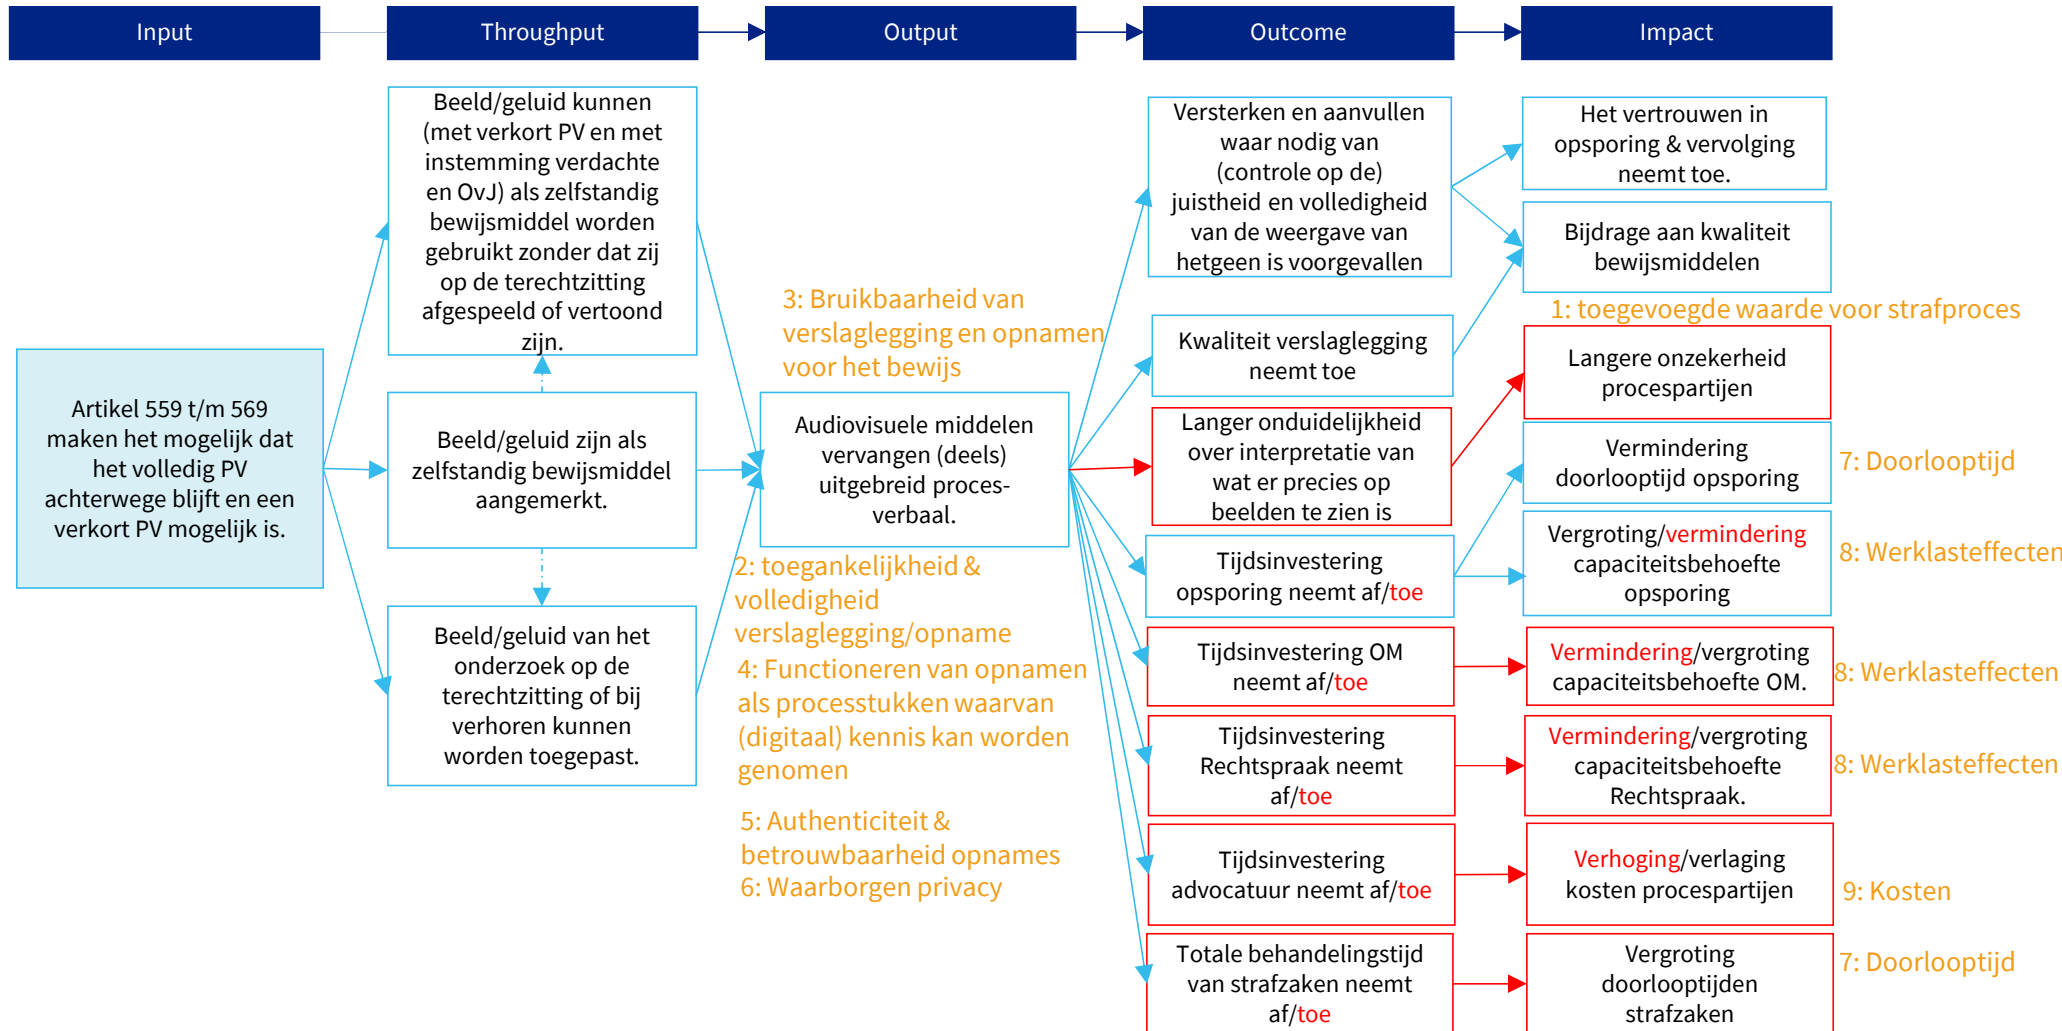 Input
Throughput
Output
Outcome
Impact
Artikel 559 t/m 569
maken het mogelijk dat
het volledig PV
achterwege blijft en een
verkort PV mogelijk is.
Beeld/geluid kunnen
(met verkort PV en met
instemming verdachte
en OvJ) als zelfstandig
bewijsmiddel worden
gebruikt zonder dat zij
op de terechtzitting
afgespeeld of vertoond
zijn.
Beeld/geluid zijn als
zelfstandig bewijsmiddel
aangemerkt.
Beeld/geluid van het
onderzoek op de
terechtzitting of bij
verhoren kunnen
worden toegepast.
3: Bruikbaarheid van
verslaglegging en opnamen
voor het bewijs
Audiovisuele middelen
vervangen (deels)
uitgebreid proces-
verbaal.
2: toegankelijkheid &
volledigheid
verslaglegging/opname
4: Functioneren van opnamen
als processtukken waarvan
(digitaal) kennis kan worden
genomen
5: Authenticiteit &
betrouwbaarheid opnames
6: Waarborgen privacy
Versterken en aanvullen
waar nodig van
(controle op de)
juistheid en volledigheid
van de weergave van
hetgeen is voorgevallen
Kwaliteit verslaglegging
neemt toe
Langer onduidelijkheid
over interpretatie van
wat er precies op
beelden te zien is
Tijdsinvestering
opsporing neemt af/toe
Tijdsinvestering OM
neemt af/toe
Tijdsinvestering
Rechtspraak neemt
af/toe
Tijdsinvestering
advocatuur neemt af/toe
Totale behandelingstijd
van strafzaken neemt
af/toe
Het vertrouwen in
opsporing & vervolging
neemt toe.
Bijdrage aan kwaliteit
bewijsmiddelen
1: toegevoegde waarde voor strafproces
Langere onzekerheid
procespartijen
Vermindering
doorlooptijd opsporing
7: Doorlooptijd
Vergroting/vermindering
capaciteitsbehoefte
opsporing
8: Werklasteffecten
Vermindering/vergroting
capaciteitsbehoefte OM.
8: Werklasteffecten
Vermindering/vergroting
capaciteitsbehoefte
Rechtspraak.
8: Werklasteffecten
Verhoging/verlaging
kosten procespartijen
9: Kosten
Vergroting
doorlooptijden
strafzaken
7: Doorlooptijd